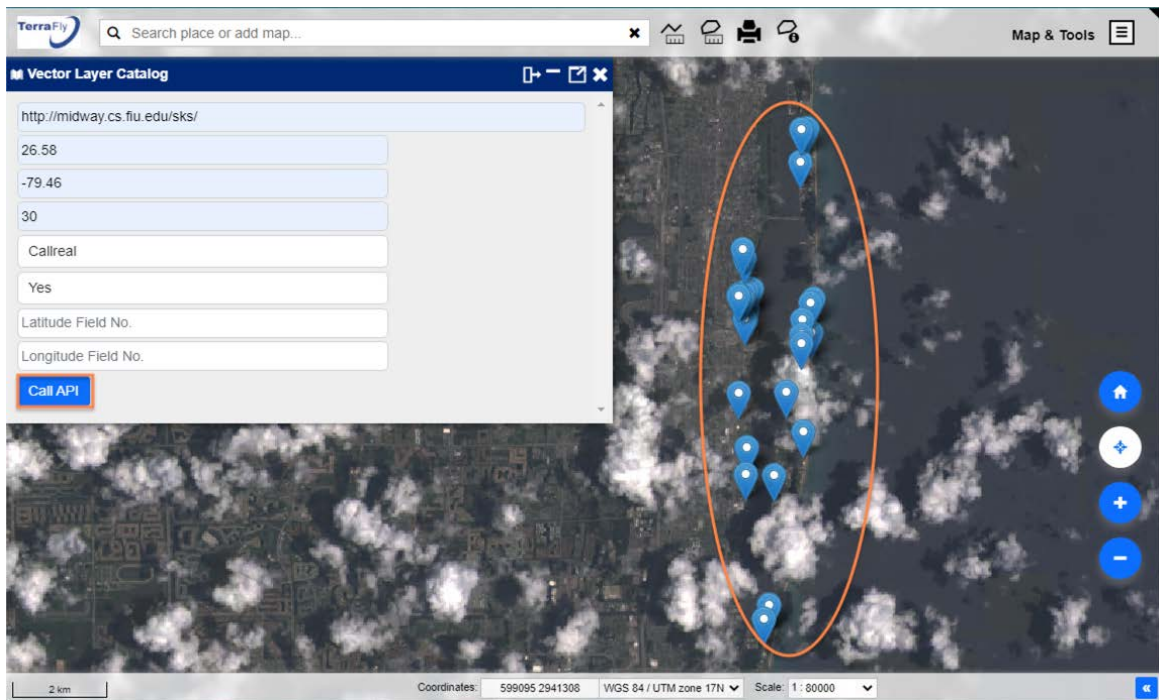 TerraFly
Search place or add map...
Map & Tools
Vector Layer Catalog
http://midway.cs.fiu.edu/sks/
26.58
-79.46
30
Callreal
Yes
Latitude Field No.
Longitude Field No.
Call API
2 km
Coordinates: 599095 2941308 WGS 84 / UTM zone 17N Scale: 1 : 80000